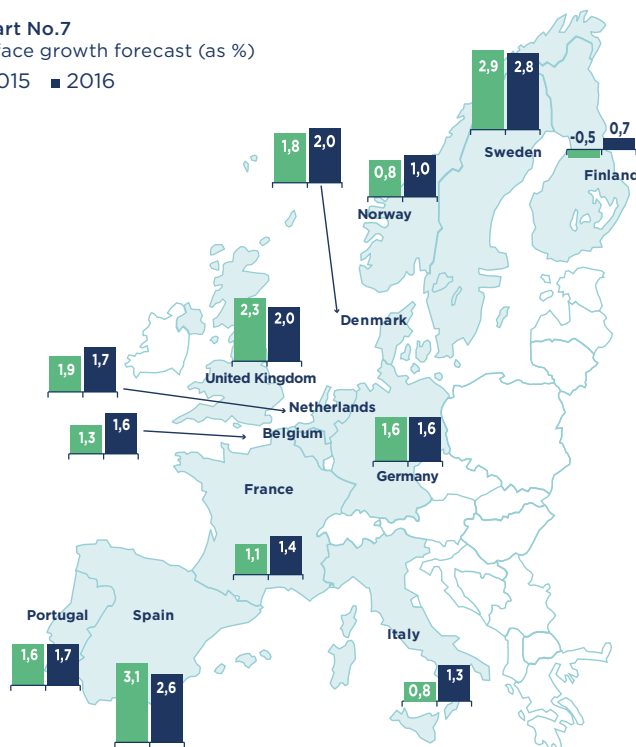 art No.7
face growth forecast (as %)
015 2016
2,9 2,8
Sweden
-0,5 0,7
Finland
1,8 2,0
0,8 1,0
Norway
Denmark
2,3 2,0
United Kingdom
1,9 1,7
Netherlands
1,3 1,6
Belgium
1,6 1,6
Germany
France
1,1 1,4
Portugal
1,6 1,7
Spain
3,1 2,6
Italy
0,8 1,3